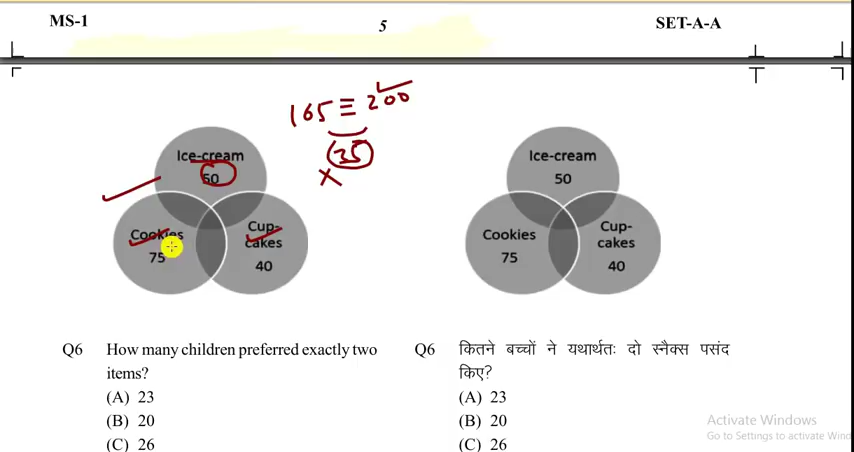 MS-1 5 SET-A-A
165 ≡ 200
35
×
Ice-cream
50
Cookies
75
Cup-
cakes
40
Ice-cream
50
Cookies
75
Cup-
cakes
40
Q6 How many children preferred exactly two
items?
(A) 23
(B) 20
(C) 26
Q6 कितने बच्चों ने यथार्थतः दो स्नैक्स पसंद
किए?
(A) 23
(B) 20
(C) 26
Activate Windows
Go to Settings to activate Wind